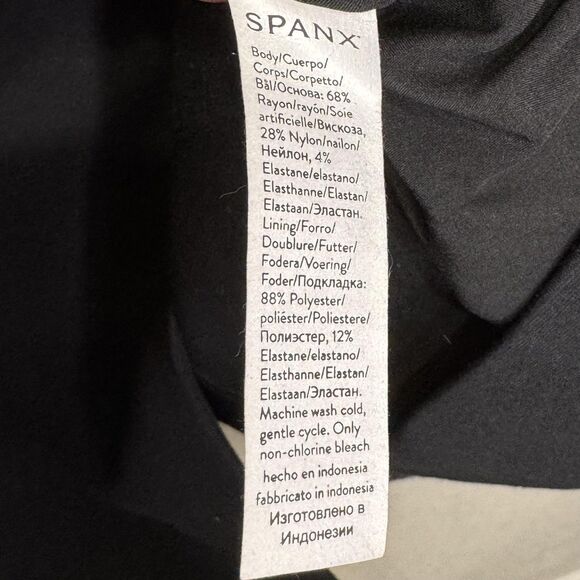 SPANX
Body/Cuerpo/
Corps/Corpetto/
Bål/Основа: 68%
Rayon/rayón/Soie
artificielle/Вискоза,
28% Nylon/nailon/
Нейлон, 4%
Elastane/elastano/
Elasthanne/Elastan/
Elastaan/Эластан.
Lining/Forro/
Doublure/Futter/
Fodera/Voering/
Foder/Подкладка:
88% Polyester/
poliéster/Poliestere/
Полиэстер, 12%
Elastane/elastano/
Elasthanne/Elastan/
Elastaan/Эластан.
Machine wash cold,
gentle cycle. Only
non-chlorine bleach
hecho en indonesia
fabbricato in indonesia
Изготовлено в
Индонезии